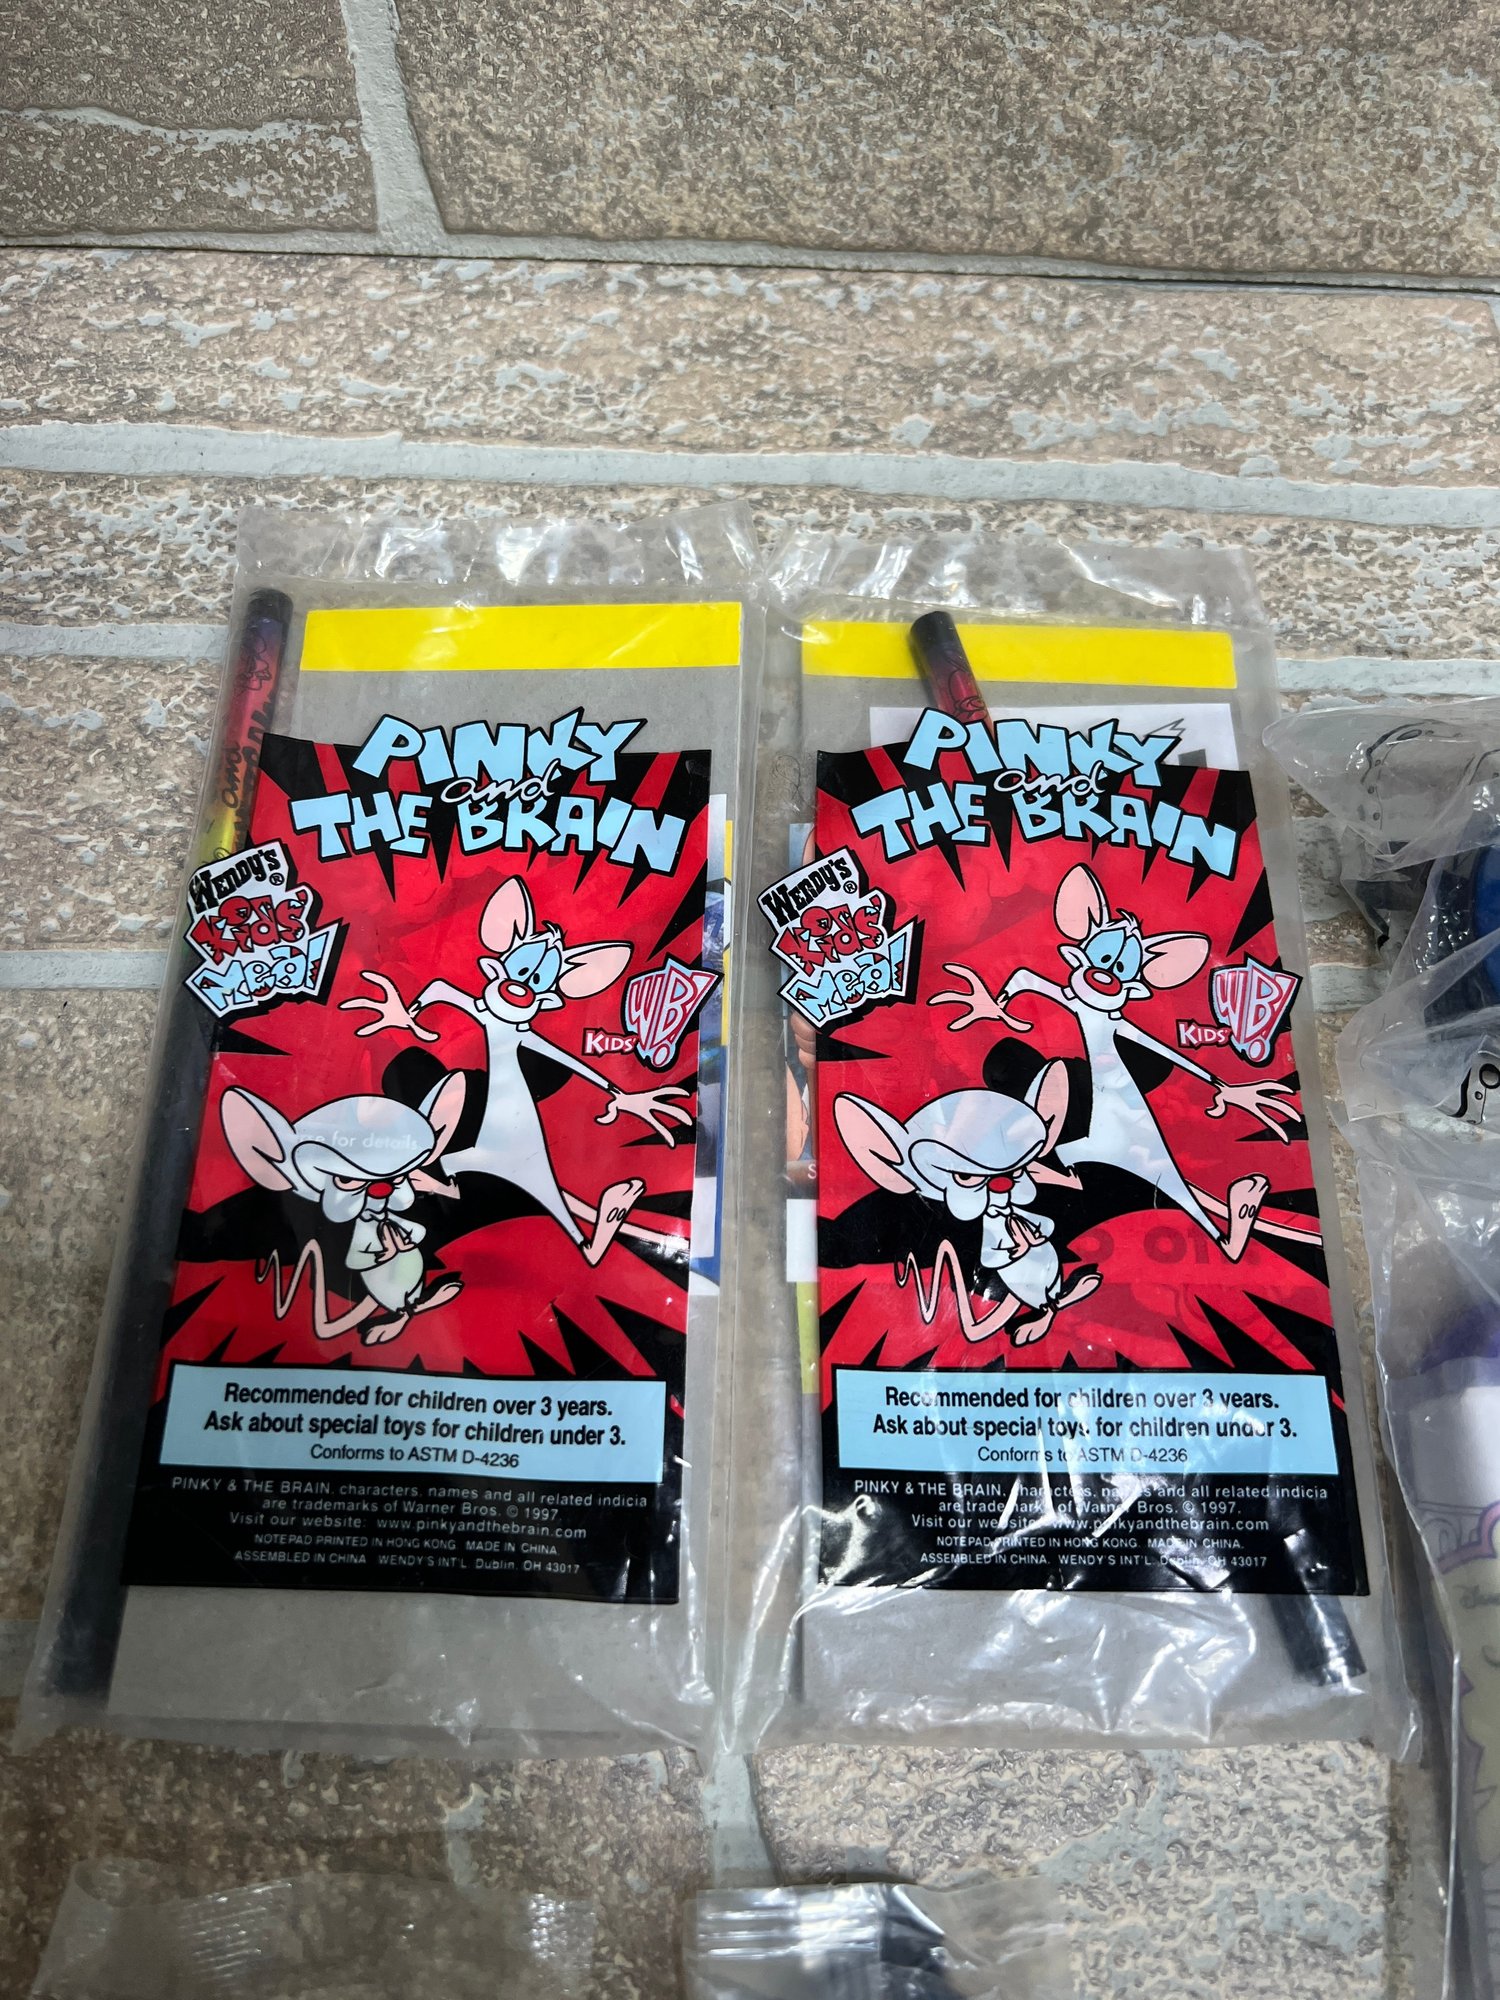 and
PINKY
and
THE BRAIN
WENDY'S®
KIDS'
MEAL
KIDS' WB!
see for details
Recommended for children over 3 years.
Ask about special toys for children under 3.
Conforms to ASTM D-4236
PINKY & THE BRAIN, characters, names and all related indicia
are trademarks of Warner Bros. © 1997.
Visit our website: www.pinkyandthebrain.com
NOTEPAD PRINTED IN HONG KONG. MADE IN CHINA.
ASSEMBLED IN CHINA. WENDY'S INT'L. Dublin, OH 43017
PINKY
and
THE BRAIN
WENDY'S®
KIDS'
MEAL
KIDS' WB!
Recommended for children over 3 years.
Ask about special toys for children under 3.
Conforms to ASTM D-4236
PINKY & THE BRAIN, characters, names and all related indicia
are trademarks of Warner Bros. © 1997.
Visit our website: www.pinkyandthebrain.com
NOTEPAD PRINTED IN HONG KONG. MADE IN CHINA.
ASSEMBLED IN CHINA. WENDY'S INT'L. Dublin, OH 43017